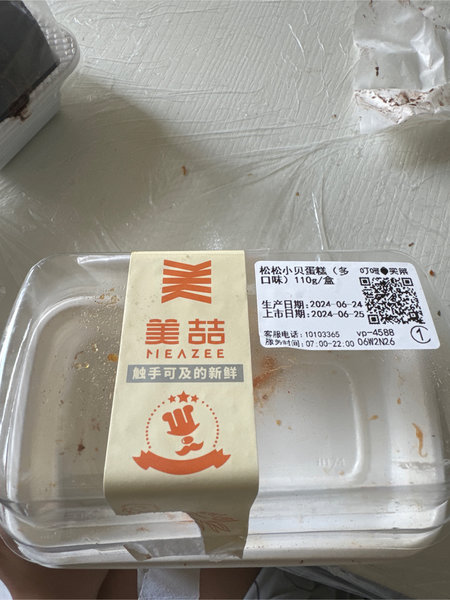 美喆
MEAZEE
触手可及的新鲜
松松小贝蛋糕（多
口味）110g/盒
叮咚买菜
生产日期:2024-06-24
上市日期:2024-06-25
客服电话: 10103365
服务时间: 07:00-22:00
vp-4588
06W2N26
1